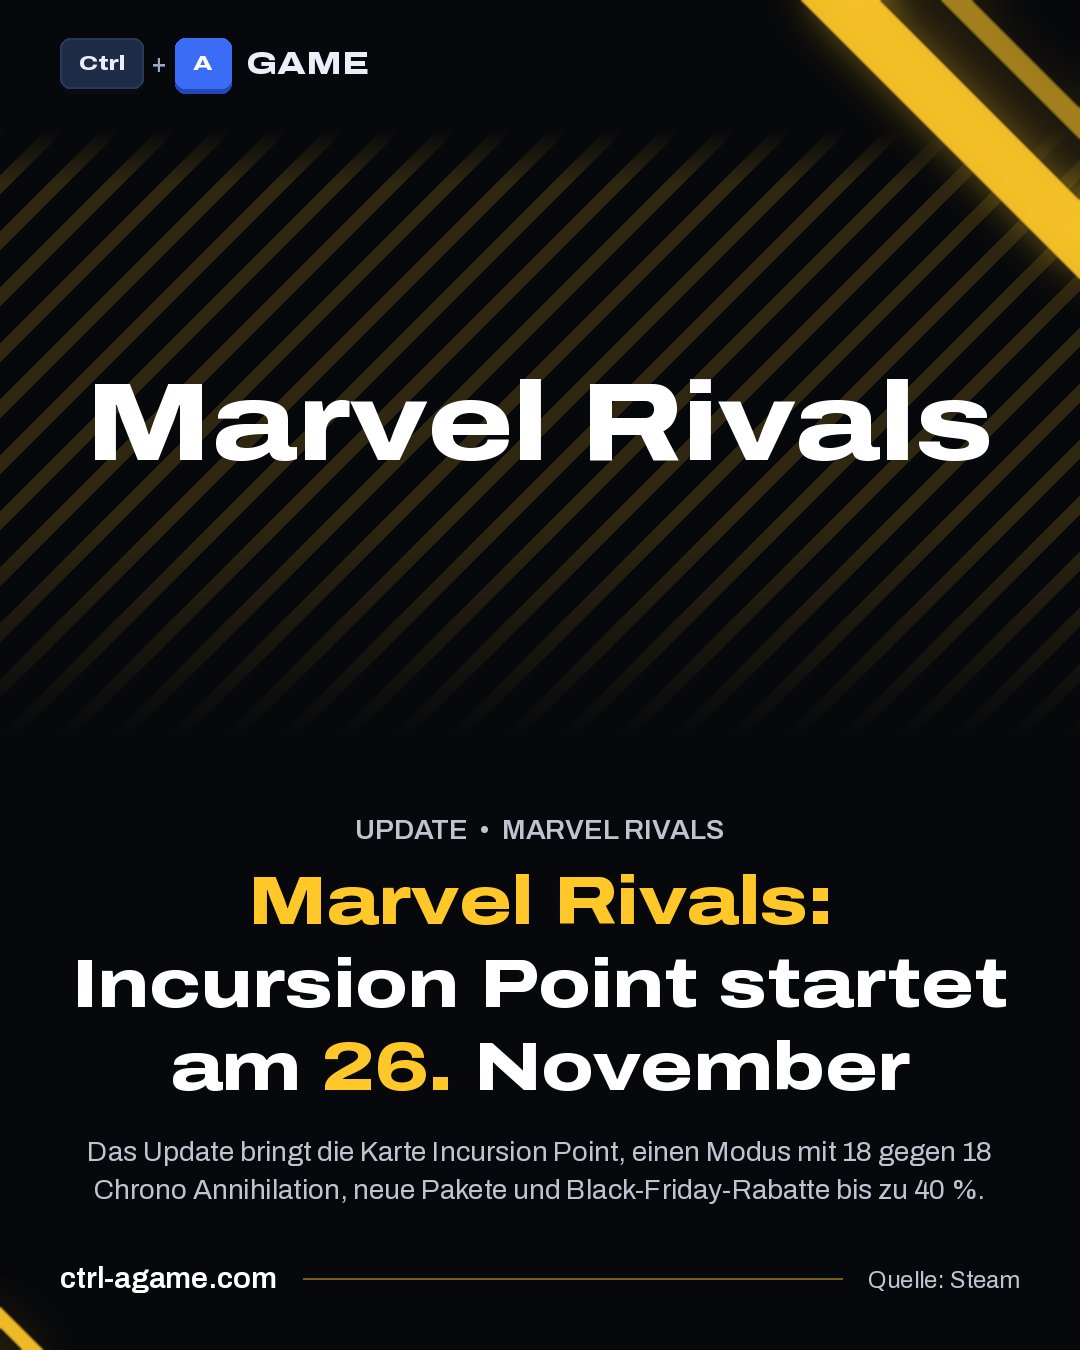 Ctrl + A GAME
Marvel Rivals
UPDATE • MARVEL RIVALS
Marvel Rivals:
Incursion Point startet
am 26. November
Das Update bringt die Karte Incursion Point, einen Modus mit 18 gegen 18
Chrono Annihilation, neue Pakete und Black-Friday-Rabatte bis zu 40 %.
ctrl-agame.com
Quelle: Steam